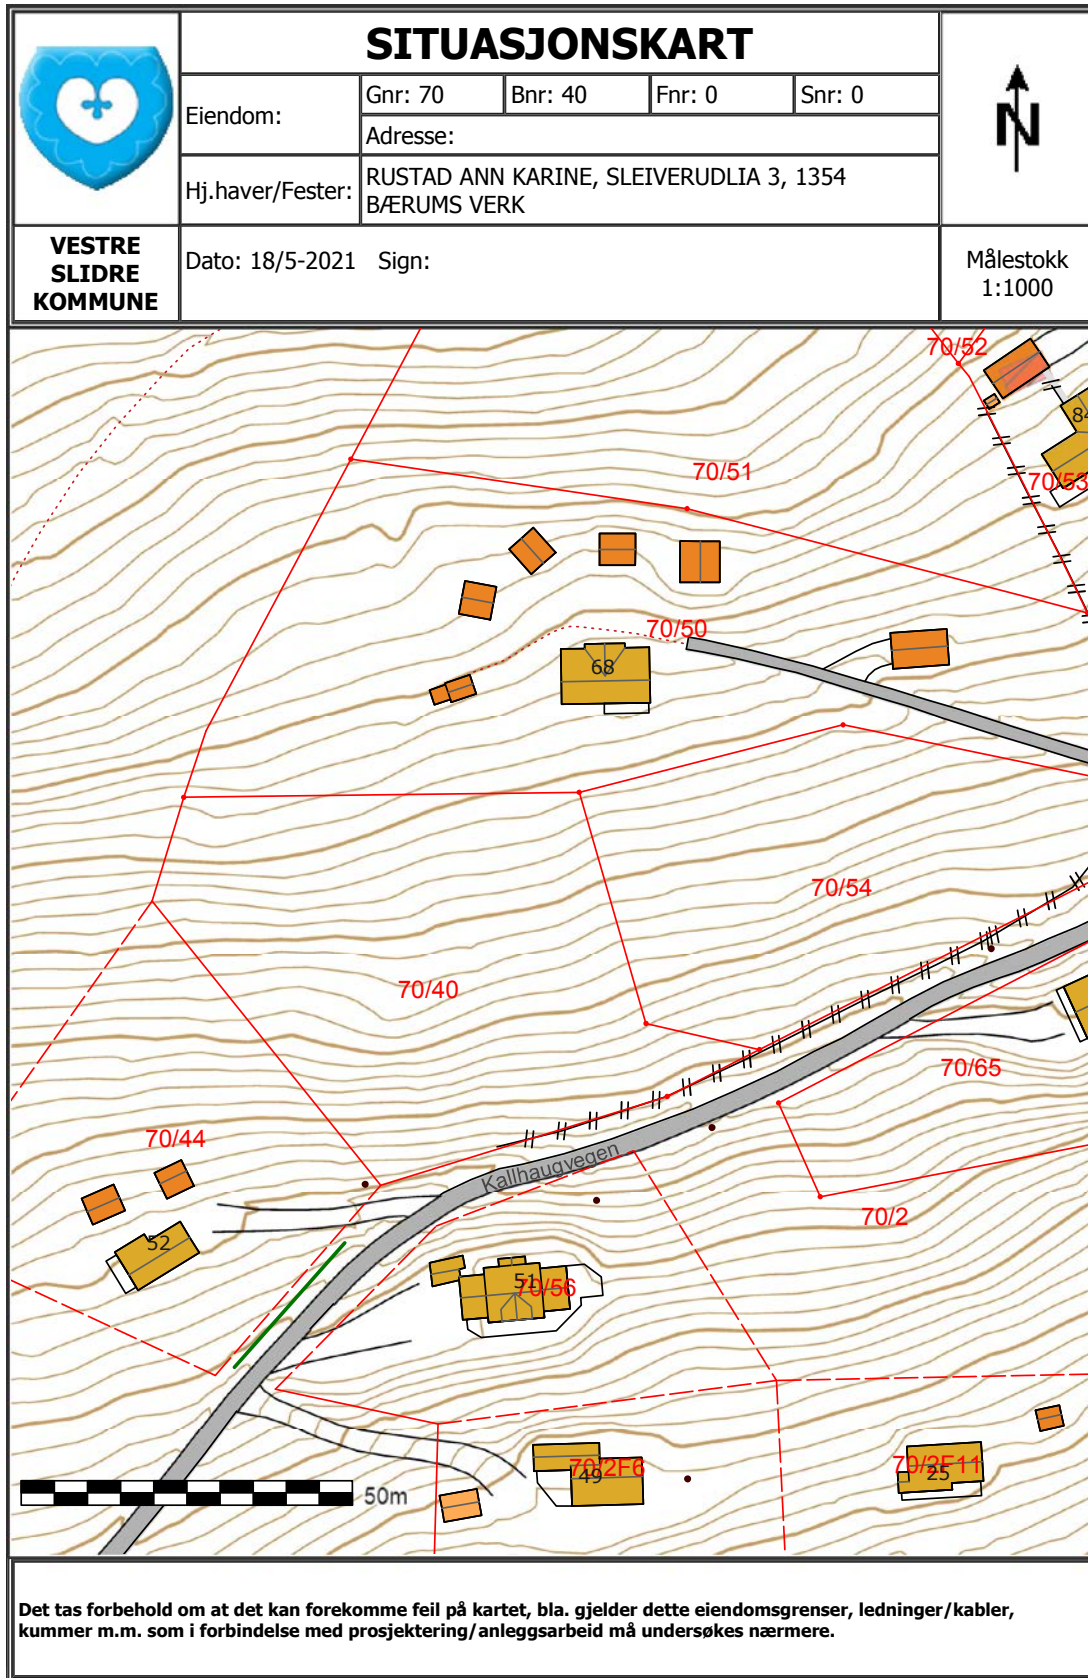 SITUASJONSKART
Eiendom:
Gnr: 70
Bnr: 40
Fnr: 0
Snr: 0
Adresse:
Hj.haver/Fester:
RUSTAD ANN KARINE, SLEIVERUDLIA 3, 1354
BÆRUMS VERK
N
VESTRE
SLIDRE
KOMMUNE
Dato: 18/5-2021 Sign:
Målestokk
1:1000
70/52
84
70/51
70/53
70/50
68
70/54
70/40
70/65
70/44
Kallhaugvegen
70/2
52
51
70/56
70/2F6
49
70/2F11
25
50m
Det tas forbehold om at det kan forekomme feil på kartet, bla. gjelder dette eiendomsgrenser, ledninger/kabler,
kummer m.m. som i forbindelse med prosjektering/anleggsarbeid må undersøkes nærmere.